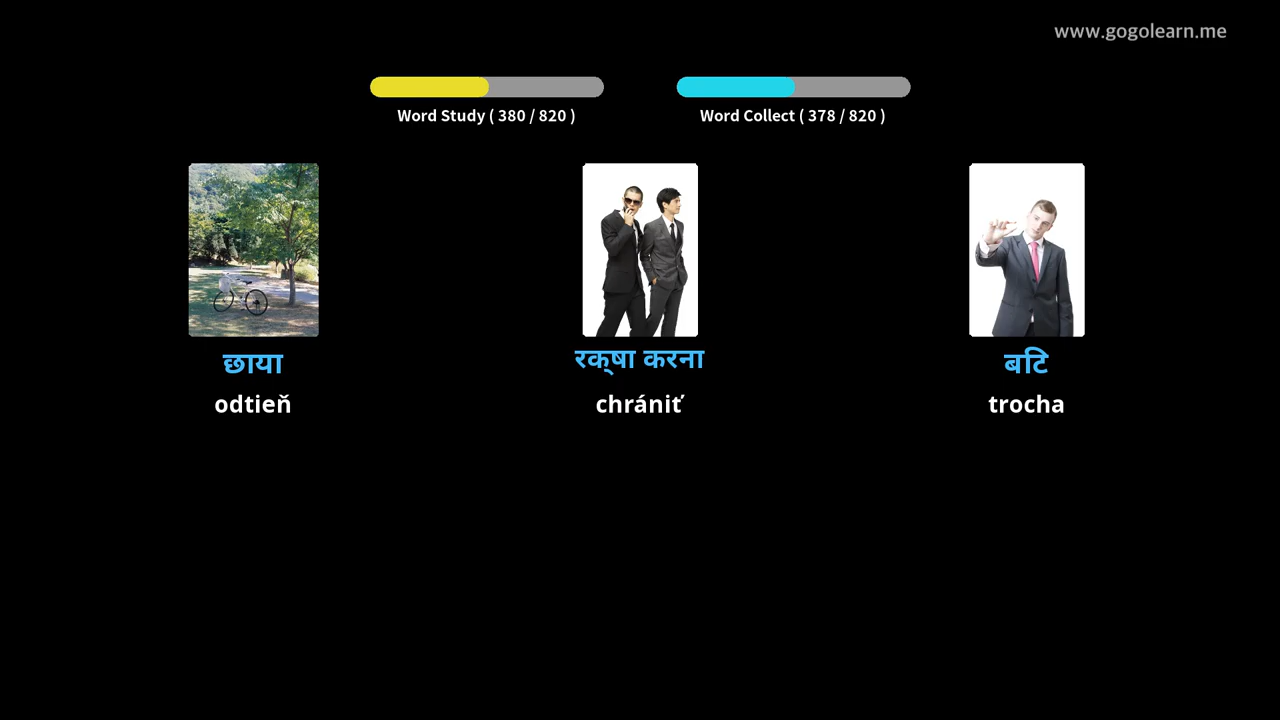 www.gogolearn.me
Word Study ( 380 / 820 )
Word Collect ( 378 / 820 )
छाया
रक्षा करना
बटि
odtieň
chrániť
trocha